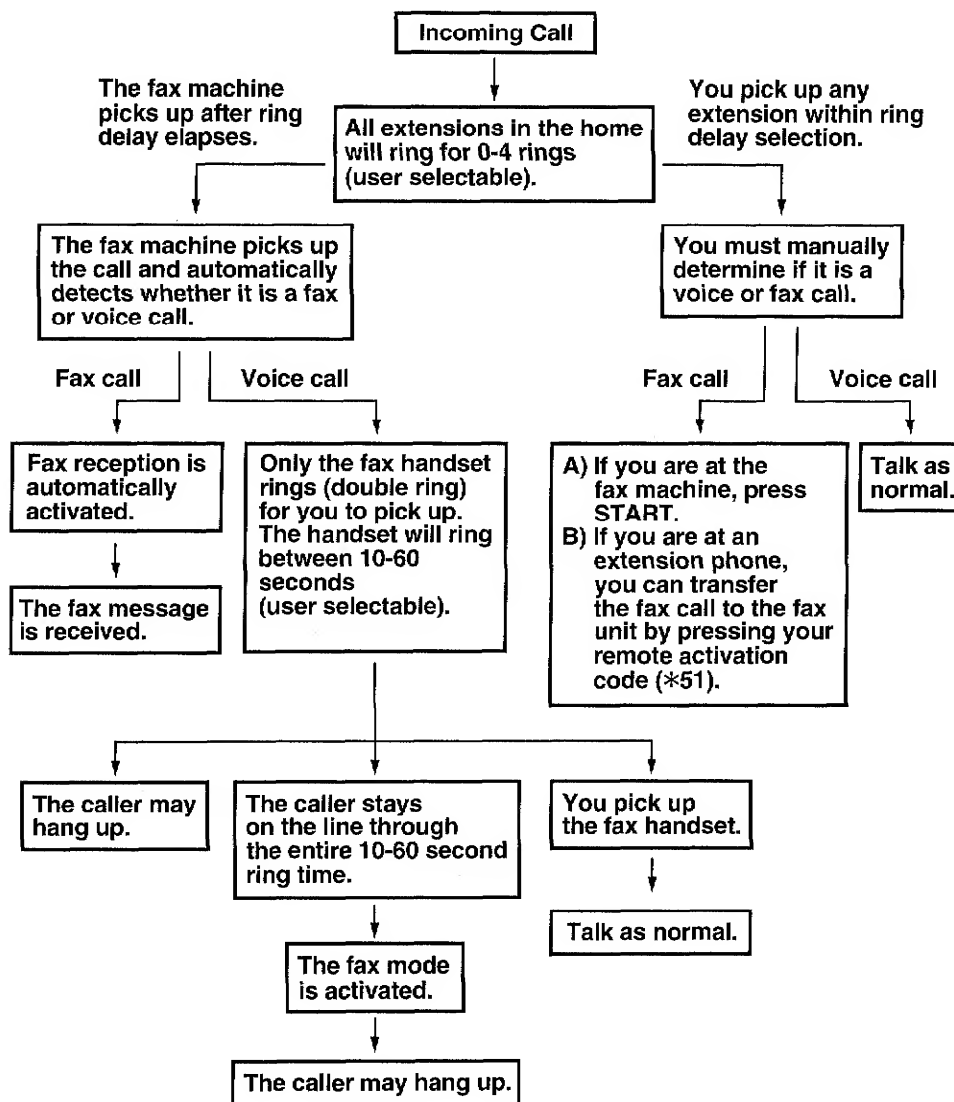 Incoming Call
The fax machine
picks up after ring
delay elapses.
You pick up any
extension within ring
delay selection.
All extensions in the home
will ring for 0-4 rings
(user selectable).
The fax machine picks up
the call and automatically
detects whether it is a fax
or voice call.
You must manually
determine if it is a
voice or fax call.
Fax call
Voice call
Fax call
Voice call
Fax reception is
automatically
activated.
The fax message
is received.
Only the fax handset
rings (double ring)
for you to pick up.
The handset will ring
between 10-60
seconds
(user selectable).
A) If you are at the
fax machine, press
START.
B) If you are at an
extension phone,
you can transfer
the fax call to the fax
unit by pressing your
remote activation
code (✳51).
Talk as
normal.
The caller may
hang up.
The caller stays
on the line through
the entire 10-60 second
ring time.
You pick up
the fax handset.
Talk as normal.
The fax mode
is activated.
The caller may hang up.